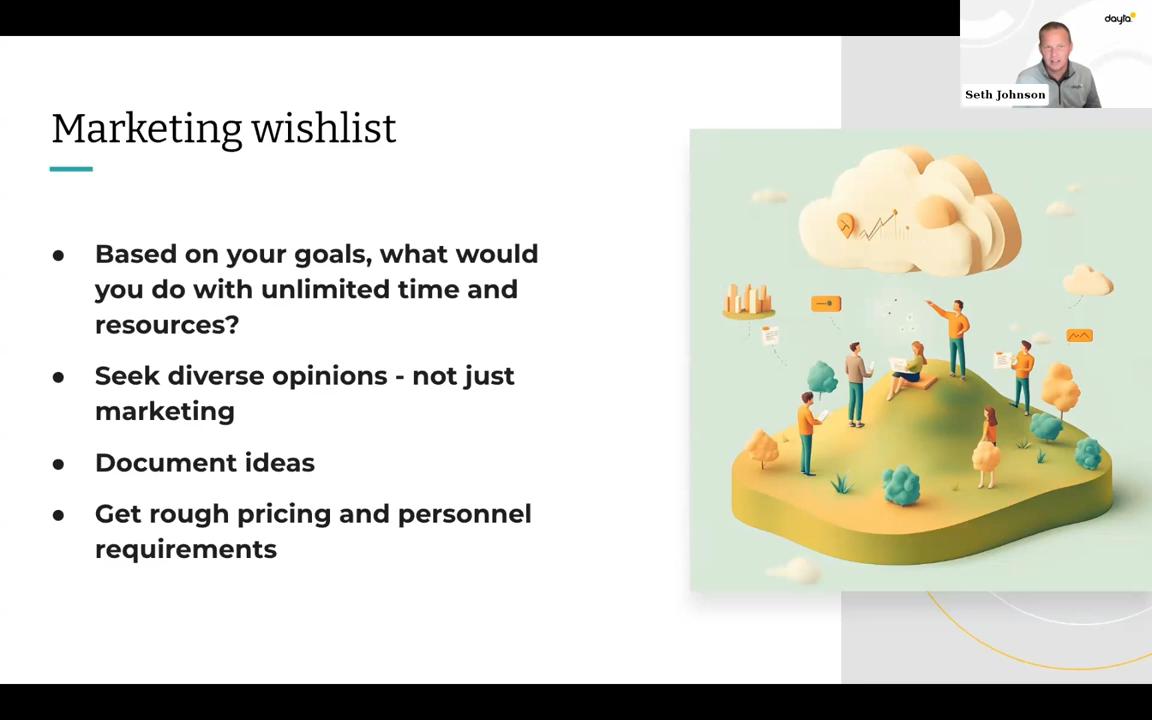 dayta
Seth Johnson
Marketing wishlist
● Based on your goals, what would
you do with unlimited time and
resources?
● Seek diverse opinions - not just
marketing
● Document ideas
● Get rough pricing and personnel
requirements